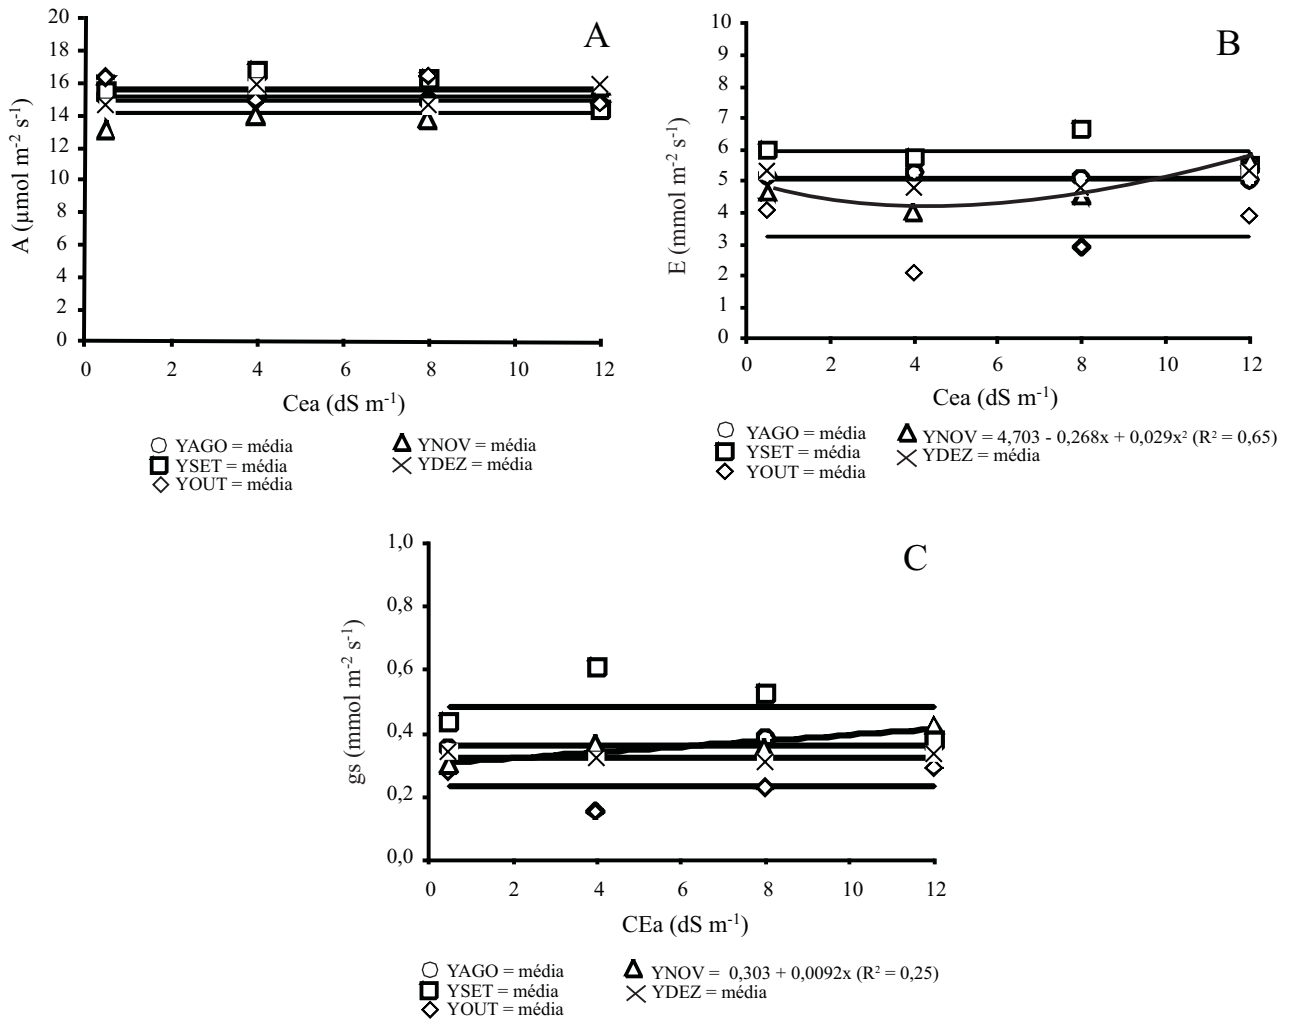 A
20
18
16
14
12
10
8
6
4
2
0
A (µmol m⁻² s⁻¹)
0 2 4 6 8 10 12
Cea (dS m⁻¹)
YAGO = média
YSET = média
YOUT = média
YNOV = média
YDEZ = média
B
10
9
8
7
6
5
4
3
2
1
0
E (mmol m⁻² s⁻¹)
0 2 4 6 8 10 12
Cea (dS m⁻¹)
YAGO = média
YSET = média
YOUT = média
YNOV = 4,703 - 0,268x + 0,029x² (R² = 0,65)
YDEZ = média
C
1,0
0,8
0,6
0,4
0,2
0,0
gs (mmol m⁻² s⁻¹)
0 2 4 6 8 10 12
CEa (dS m⁻¹)
YAGO = média
YSET = média
YOUT = média
YNOV = 0,303 + 0,0092x (R² = 0,25)
YDEZ = média